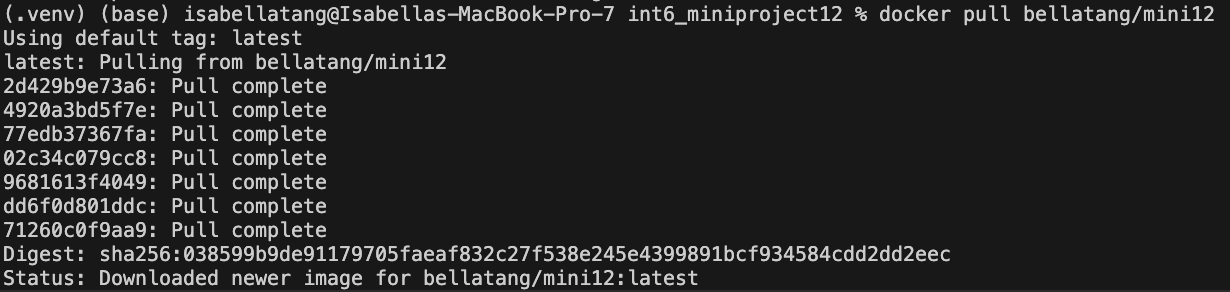 (.venv) (base) isabellatang@Isabellas-MacBook-Pro-7 int6_miniproject12 % docker pull bellatang/mini12
Using default tag: latest
latest: Pulling from bellatang/mini12
2d429b9e73a6: Pull complete
4920a3bd5f7e: Pull complete
77edb37367fa: Pull complete
02c34c079cc8: Pull complete
9681613f4049: Pull complete
dd6f0d801ddc: Pull complete
71260c0f9aa9: Pull complete
Digest: sha256:038599b9de91179705faeaf832c27f538e245e4399891bcf934584cdd2dd2eec
Status: Downloaded newer image for bellatang/mini12:latest